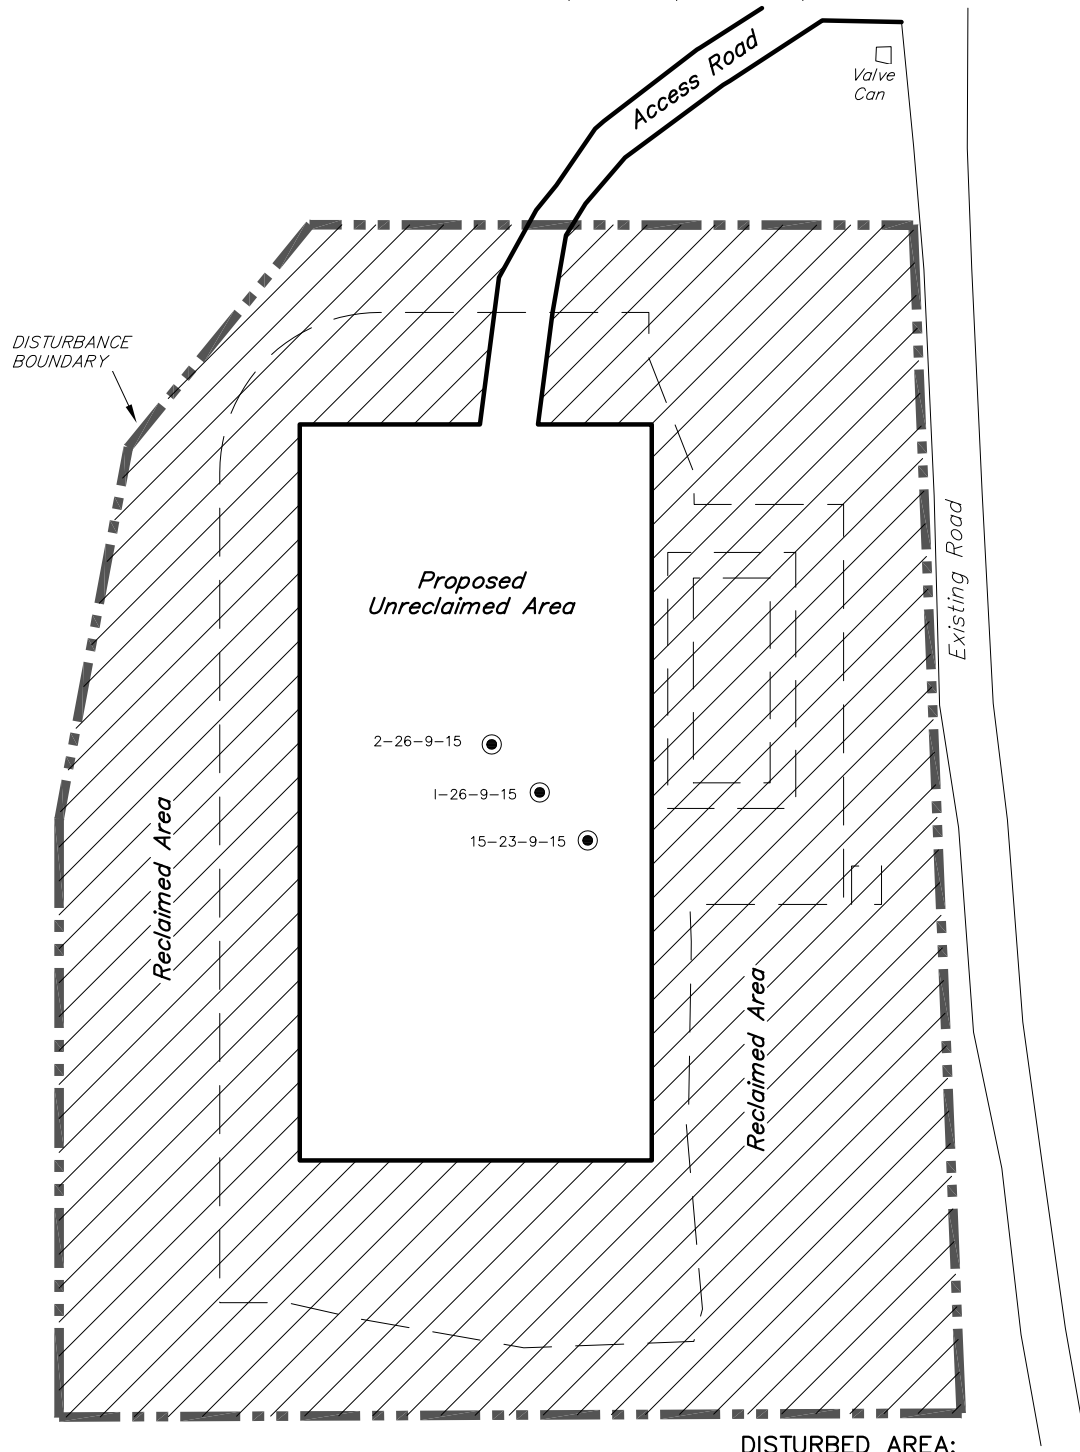 Access Road
Valve
Can
DISTURBANCE
BOUNDARY
Existing Road
Proposed
Unreclaimed Area
2-26-9-15
1-26-9-15
15-23-9-15
Reclaimed Area
Reclaimed Area
DISTURBED AREA: